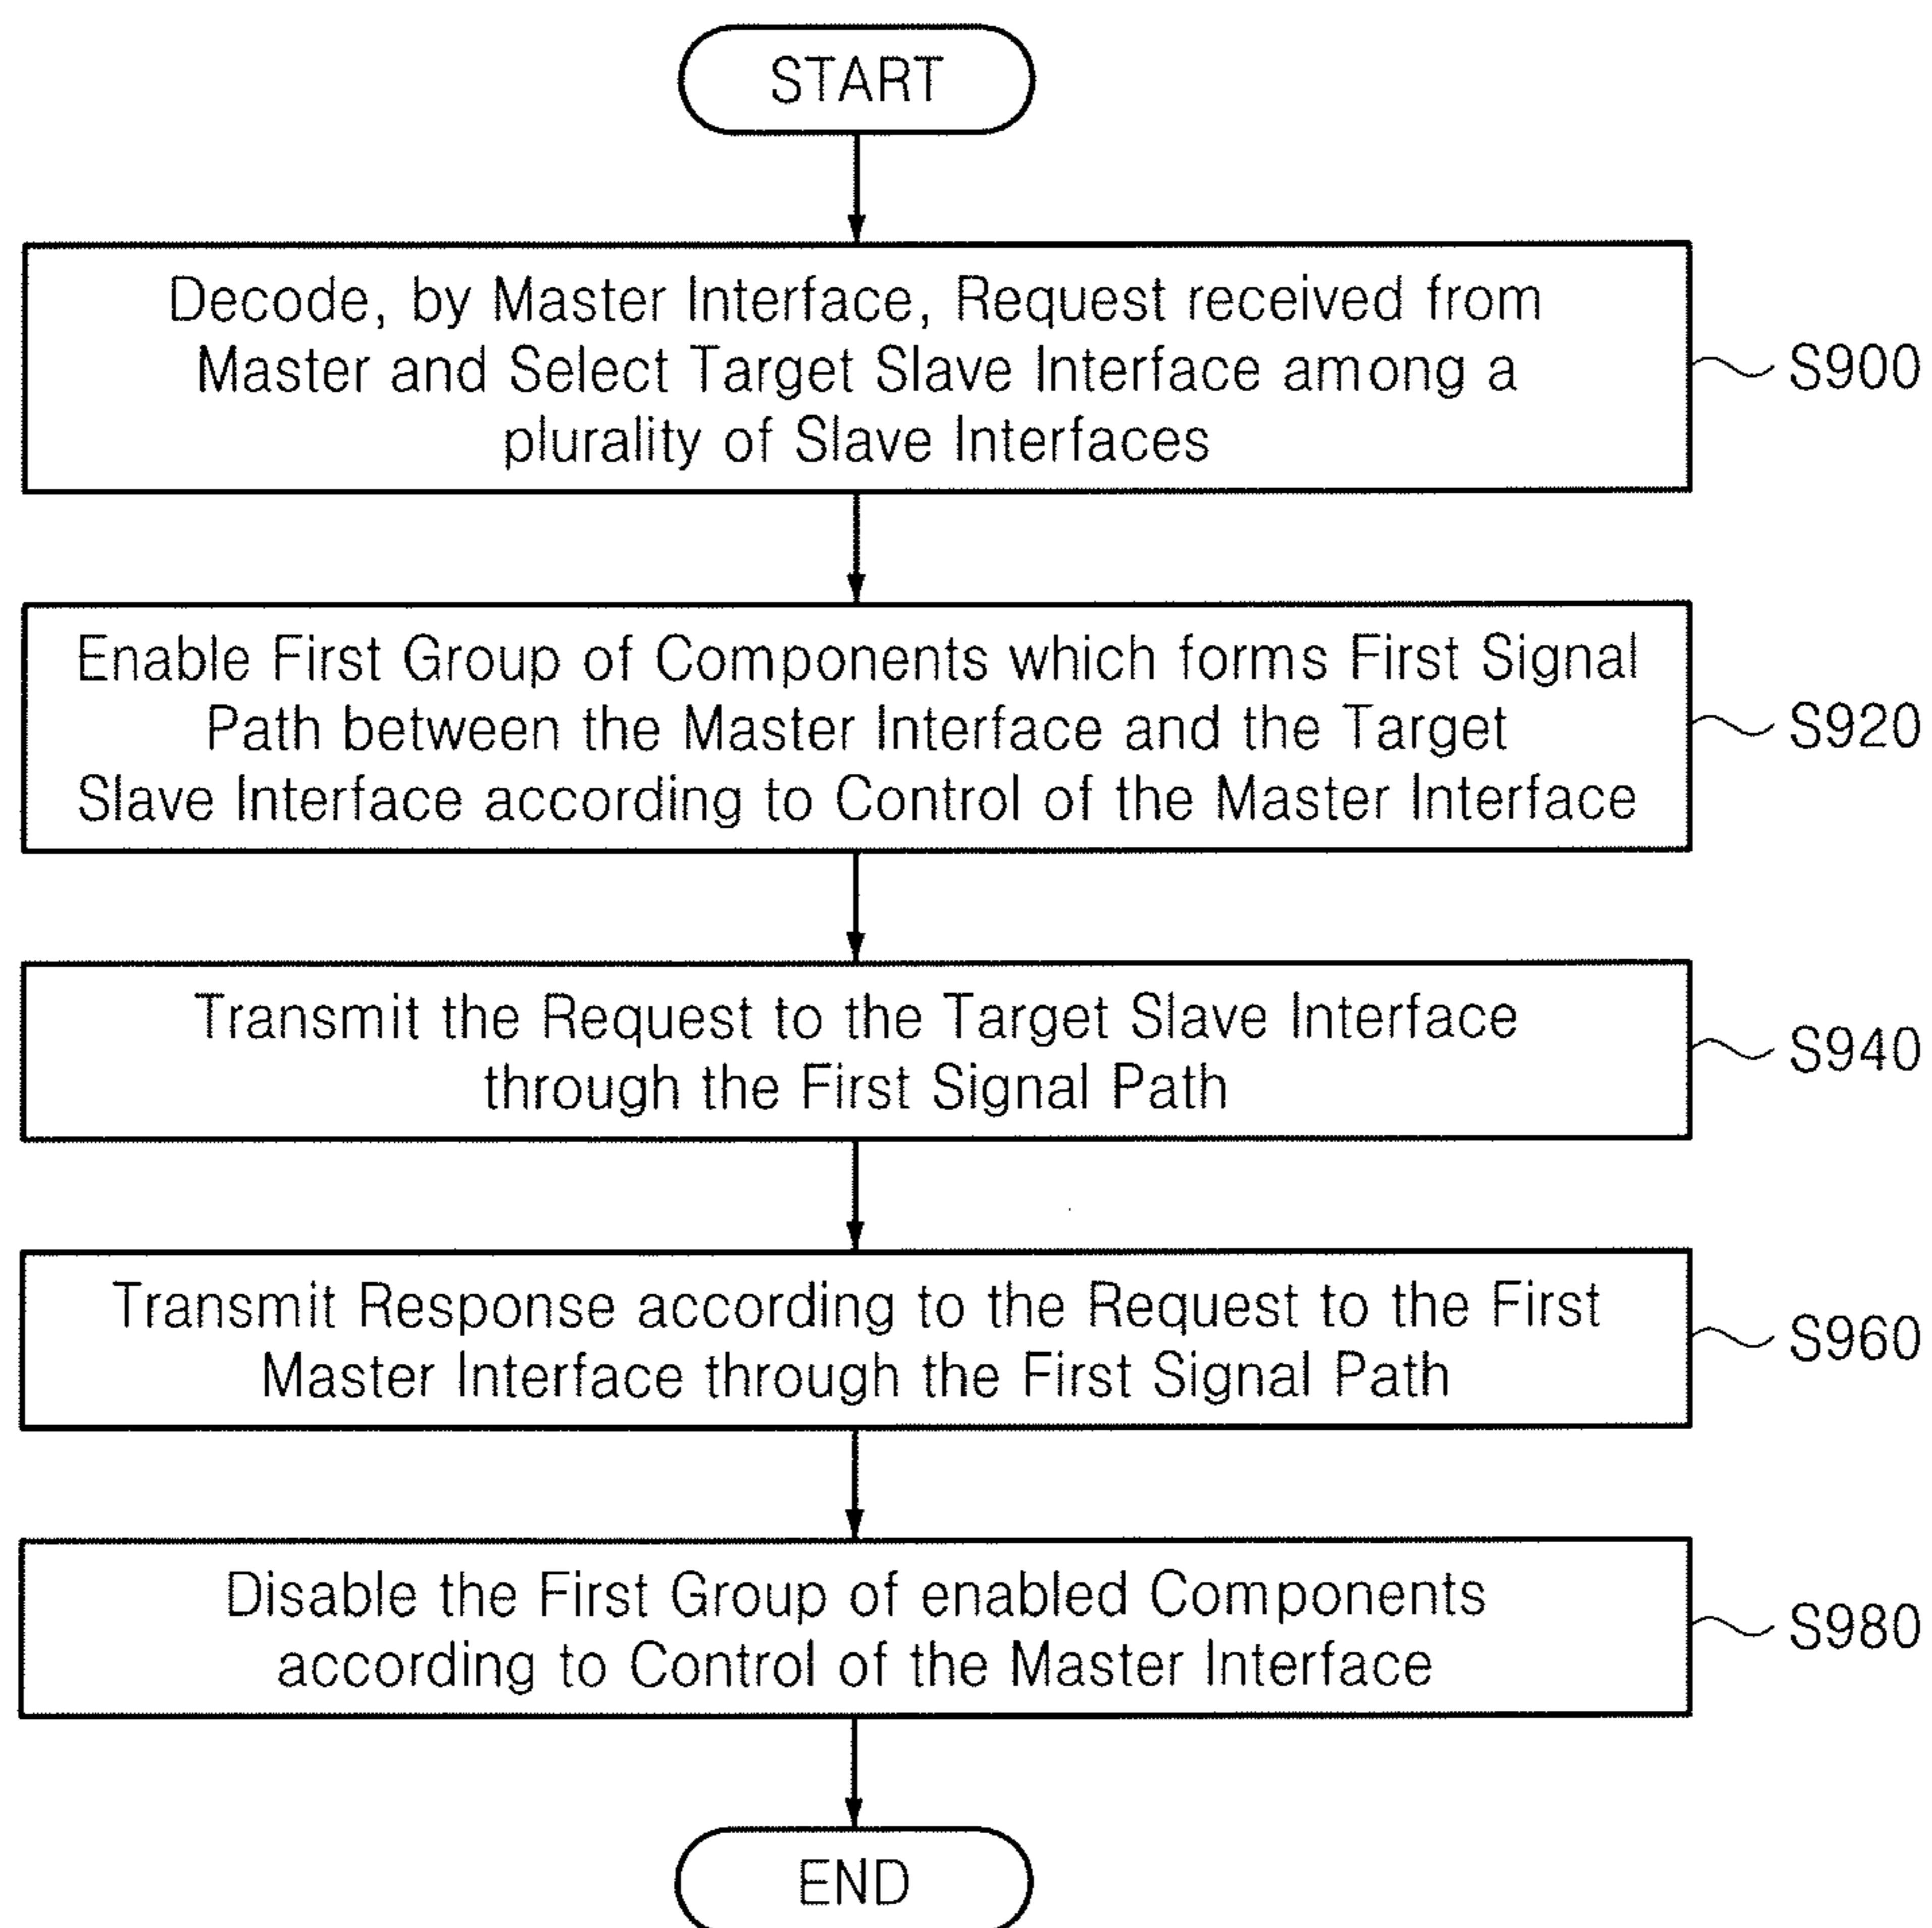 START
Decode, by Master Interface, Request received from
Master and Select Target Slave Interface among a
plurality of Slave Interfaces
S900
Enable First Group of Components which forms First Signal
Path between the Master Interface and the Target
Slave Interface according to Control of the Master Interface
S920
Transmit the Request to the Target Slave Interface
through the First Signal Path
S940
Transmit Response according to the Request to the First
Master Interface through the First Signal Path
S960
Disable the First Group of enabled Components
according to Control of the Master Interface
S980
END